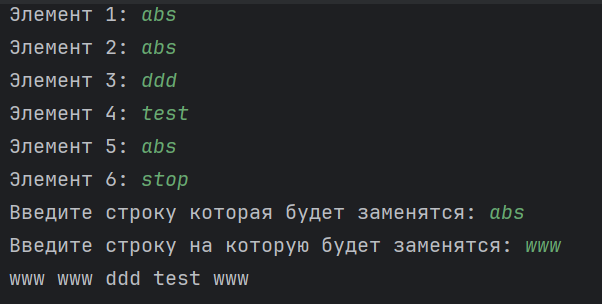 Элемент 1: abs
Элемент 2: abs
Элемент 3: ddd
Элемент 4: test
Элемент 5: abs
Элемент 6: stop
Введите строку которая будет заменятся: abs
Введите строку на которую будет заменятся: www
www www ddd test www